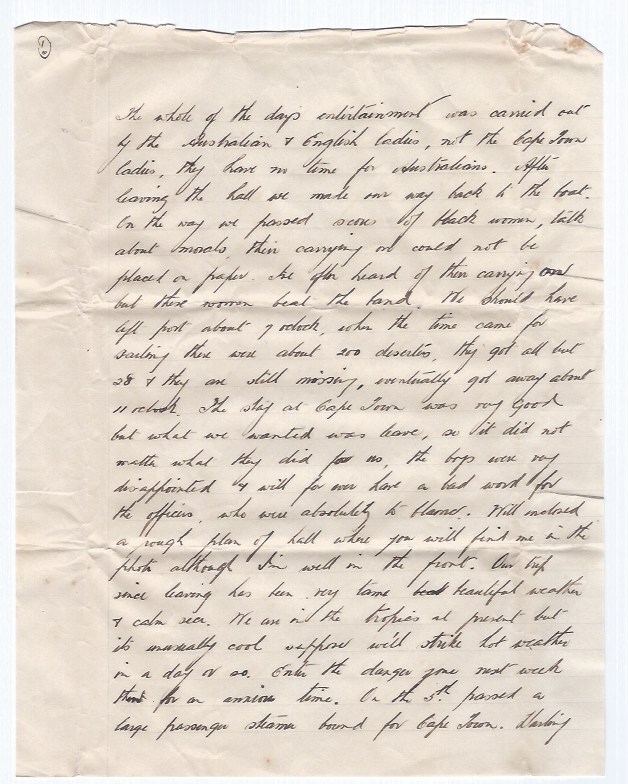 The whole of the days entertainment was carried out
by the Australian & English ladies, not the Cape Town
ladies, they have no time for Australians. After
leaving the hall we made our way back to the boat.
On the way we passed scores of black women, talk
about morals, their carrying on could not be
placed on paper. I've often heard of their carrying on
but these women beat the band. We should have
left port about 7 oclock, when the time came for
sailing there were about 200 deserters, they got all but
28 & they are still missing, eventually got away about
11 oclock. The stay at Cape Town was very good
but what we wanted was leave, so it did not
matter what they did for us, the boys were very
disappointed & will for ever have a bad word for
the officers, who were absolutely to blame. Will enclosed
a rough plan of hall where you will find me in the
photo although I'm well in the front. Our trip
since leaving has been very tame beautiful weather
& calm sea. We are in the tropics at present but
its unusually cool suppose we'll strike hot weather
in a day or so. Enter the danger zone next week
for an anxious time. On the 5th. passed a
large passenger steamer bound for Cape Town. Darling